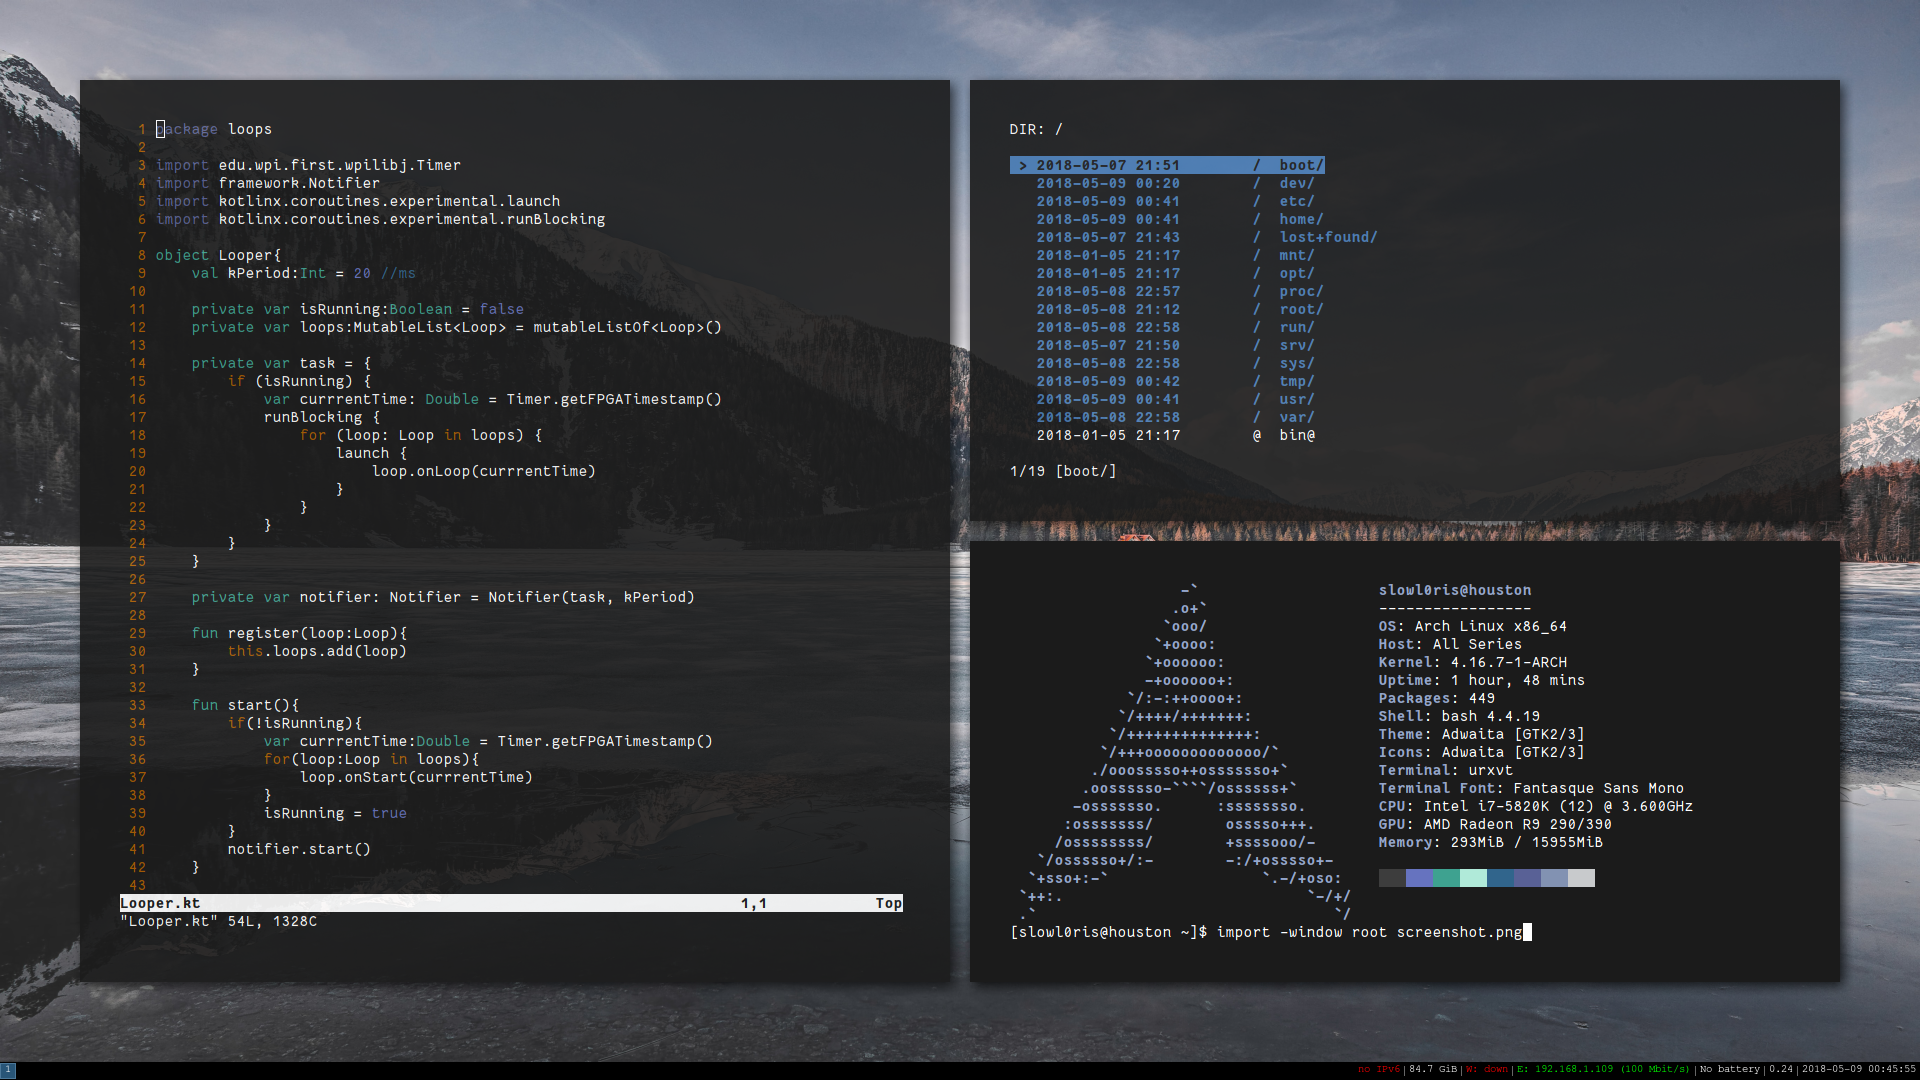 1 package loops
2
3 import edu.wpi.first.wpilibj.Timer
4 import framework.Notifier
5 import kotlinx.coroutines.experimental.launch
6 import kotlinx.coroutines.experimental.runBlocking
7
8 object Looper{
9     val kPeriod:Int = 20 //ms
10
11     private var isRunning:Boolean = false
12     private var loops:MutableList<Loop> = mutableListOf<Loop>()
13
14     private var task = {
15         if (isRunning) {
16             var currrentTime: Double = Timer.getFPGATimestamp()
17             runBlocking {
18                 for (loop: Loop in loops) {
19                     launch {
20                         loop.onLoop(currrentTime)
21                     }
22                 }
23             }
24         }
25     }
26
27     private var notifier: Notifier = Notifier(task, kPeriod)
28
29     fun register(loop:Loop){
30         this.loops.add(loop)
31     }
32
33     fun start(){
34         if(!isRunning){
35             var currrentTime:Double = Timer.getFPGATimestamp()
36             for(loop:Loop in loops){
37                 loop.onStart(currrentTime)
38             }
39             isRunning = true
40         }
41         notifier.start()
42     }
43
Looper.kt 1,1 Top
"Looper.kt" 54L, 1328C
DIR: /
> 2018-05-07 21:51 / boot/
2018-05-09 00:20 / dev/
2018-05-09 00:41 / etc/
2018-05-09 00:41 / home/
2018-05-07 21:43 / lost+found/
2018-01-05 21:17 / mnt/
2018-01-05 21:17 / opt/
2018-05-08 22:57 / proc/
2018-05-08 21:12 / root/
2018-05-08 22:58 / run/
2018-05-07 21:50 / srv/
2018-05-08 22:58 / sys/
2018-05-09 00:42 / tmp/
2018-05-09 00:41 / usr/
2018-05-08 22:58 / var/
2018-01-05 21:17 @ bin@
1/19 [boot/]
-`
.o+`
`ooo/
`+oooo:
`+oooooo:
-+oooooo+:
`/:-:++oooo+:
`/++++/+++++++:
`/++++++++++++++:
`/+++ooooooooooooo/`
./ooosssso++osssssso+`
.oossssso-````/ossssss+`
-osssssso.      :ssssssso.
:osssssss/        osssso+++.
/ossssssss/        +ssssooo/-
`/ossssso+/:-        -:/+osssso+-
`+sso+:-`                 `.-/+oso:
`++:.                           `-/+/
.`                                 `/
slowl0ris@houston
-----------------
OS: Arch Linux x86_64
Host: All Series
Kernel: 4.16.7-1-ARCH
Uptime: 1 hour, 48 mins
Packages: 449
Shell: bash 4.4.19
Theme: Adwaita [GTK2/3]
Icons: Adwaita [GTK2/3]
Terminal: urxvt
Terminal Font: Fantasque Sans Mono
CPU: Intel i7-5820K (12) @ 3.600GHz
GPU: AMD Radeon R9 290/390
Memory: 293MiB / 15955MiB
[slowl0ris@houston ~]$ import -window root screenshot.png
1
no IPv6|84.7 GiB|W: down|E: 192.168.1.109 (100 Mbit/s)|No battery|0.24|2018-05-09 00:45:55